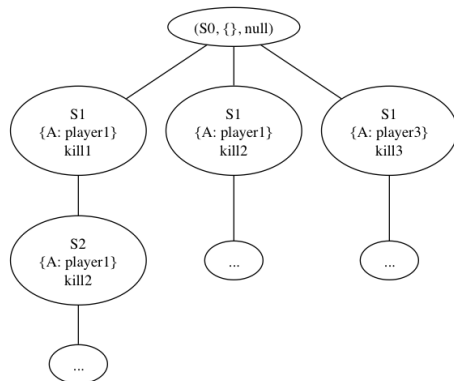 (S0, {}, null)
S1
{A: player1}
kill1
S1
{A: player1}
kill2
S1
{A: player3}
kill3
S2
{A: player1}
kill2
...
...
...